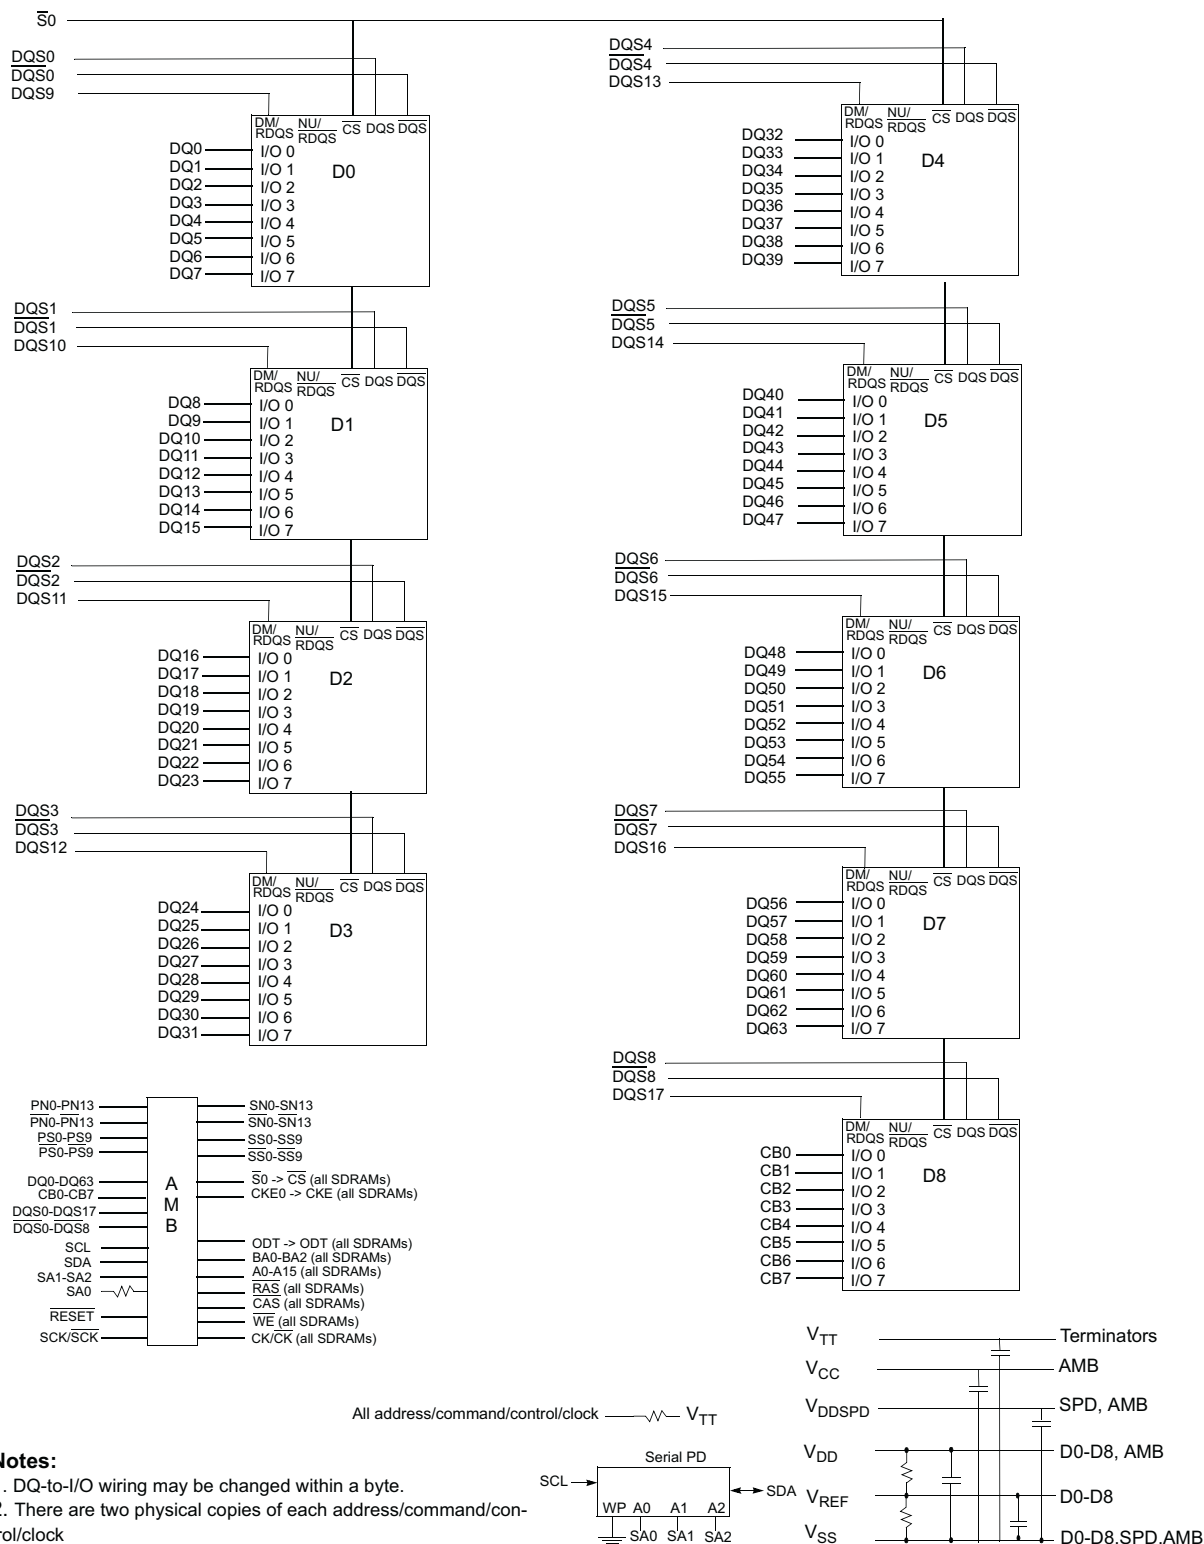 S0
DQS0
DQS0
DQS9
DM/
RDQS
NU/
RDQS
CS DQS DQS
DQ0 I/O 0
DQ1 I/O 1
DQ2 I/O 2
DQ3 I/O 3
DQ4 I/O 4
DQ5 I/O 5
DQ6 I/O 6
DQ7 I/O 7
D0
DQS1
DQS1
DQS10
DM/
RDQS
NU/
RDQS
CS DQS DQS
DQ8 I/O 0
DQ9 I/O 1
DQ10 I/O 2
DQ11 I/O 3
DQ12 I/O 4
DQ13 I/O 5
DQ14 I/O 6
DQ15 I/O 7
D1
DQS2
DQS2
DQS11
DM/
RDQS
NU/
RDQS
CS DQS DQS
DQ16 I/O 0
DQ17 I/O 1
DQ18 I/O 2
DQ19 I/O 3
DQ20 I/O 4
DQ21 I/O 5
DQ22 I/O 6
DQ23 I/O 7
D2
DQS3
DQS3
DQS12
DM/
RDQS
NU/
RDQS
CS DQS DQS
DQ24 I/O 0
DQ25 I/O 1
DQ26 I/O 2
DQ27 I/O 3
DQ28 I/O 4
DQ29 I/O 5
DQ30 I/O 6
DQ31 I/O 7
D3
DQS4
DQS4
DQS13
DM/
RDQS
NU/
RDQS
CS DQS DQS
DQ32 I/O 0
DQ33 I/O 1
DQ34 I/O 2
DQ35 I/O 3
DQ36 I/O 4
DQ37 I/O 5
DQ38 I/O 6
DQ39 I/O 7
D4
DQS5
DQS5
DQS14
DM/
RDQS
NU/
RDQS
CS DQS DQS
DQ40 I/O 0
DQ41 I/O 1
DQ42 I/O 2
DQ43 I/O 3
DQ44 I/O 4
DQ45 I/O 5
DQ46 I/O 6
DQ47 I/O 7
D5
DQS6
DQS6
DQS15
DM/
RDQS
NU/
RDQS
CS DQS DQS
DQ48 I/O 0
DQ49 I/O 1
DQ50 I/O 2
DQ51 I/O 3
DQ52 I/O 4
DQ53 I/O 5
DQ54 I/O 6
DQ55 I/O 7
D6
DQS7
DQS7
DQS16
DM/
RDQS
NU/
RDQS
CS DQS DQS
DQ56 I/O 0
DQ57 I/O 1
DQ58 I/O 2
DQ59 I/O 3
DQ60 I/O 4
DQ61 I/O 5
DQ62 I/O 6
DQ63 I/O 7
D7
DQS8
DQS8
DQS17
DM/
RDQS
NU/
RDQS
CS DQS DQS
CB0 I/O 0
CB1 I/O 1
CB2 I/O 2
CB3 I/O 3
CB4 I/O 4
CB5 I/O 5
CB6 I/O 6
CB7 I/O 7
D8
PN0-PN13
PN0-PN13
PS0-PS9
PS0-PS9
DQ0-DQ63
CB0-CB7
DQS0-DQS17
DQS0-DQS8
SCL
SDA
SA1-SA2
SA0
RESET
SCK/SCK
A
M
B
SN0-SN13
SN0-SN13
SS0-SS9
SS0-SS9
S0 -> CS (all SDRAMs)
CKE0 -> CKE (all SDRAMs)
ODT -> ODT (all SDRAMs)
BA0-BA2 (all SDRAMs)
A0-A15 (all SDRAMs)
RAS (all SDRAMs)
CAS (all SDRAMs)
WE (all SDRAMs)
CK/CK (all SDRAMs)
All address/command/control/clock VTT
VTT Terminators
VCC AMB
VDDSPD SPD, AMB
VDD D0-D8, AMB
VREF D0-D8
VSS D0-D8,SPD,AMB
Serial PD
SCL SDA
WP A0 A1 A2
SA0 SA1 SA2
Notes:
. DQ-to-I/O wiring may be changed within a byte.
2. There are two physical copies of each address/command/con-
rol/clock